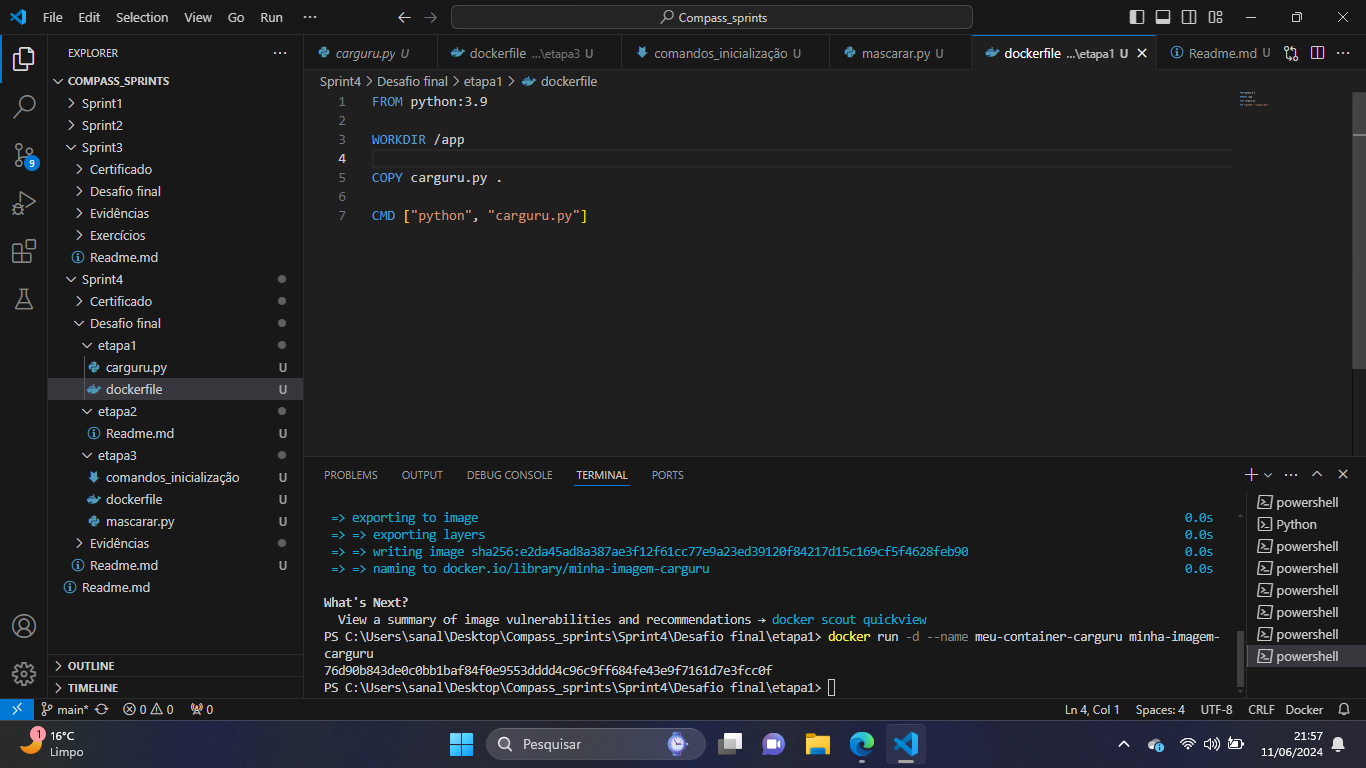 File Edit Selection View Go Run ··· Compass_sprints
EXPLORER ···
COMPASS_SPRINTS
Sprint1
Sprint2
Sprint3
Certificado
Desafio final
Evidências
Exercícios
Readme.md
Sprint4
Certificado
Desafio final
etapa1
carguru.py U
dockerfile U
etapa2
Readme.md U
etapa3
comandos_inicialização U
dockerfile U
mascarar.py U
Evidências
Readme.md U
Readme.md
OUTLINE
TIMELINE
9
carguru.py U dockerfile ...\etapa3 U comandos_inicialização U mascarar.py U dockerfile ...\etapa1 U Readme.md U ···
Sprint4 > Desafio final > etapa1 > dockerfile
1 FROM python:3.9
2
3 WORKDIR /app
4
5 COPY carguru.py .
6
7 CMD ["python", "carguru.py"]
PROBLEMS OUTPUT DEBUG CONSOLE TERMINAL PORTS ···
=> exporting to image 0.0s
=> => exporting layers 0.0s
=> => writing image sha256:e2da45ad8a387ae3f12f61cc77e9a23ed39120f84217d15c169cf5f4628feb90 0.0s
=> => naming to docker.io/library/minha-imagem-carguru 0.0s
What's Next?
View a summary of image vulnerabilities and recommendations → docker scout quickview
PS C:\Users\sanal\Desktop\Compass_sprints\Sprint4\Desafio final\etapa1> docker run -d --name meu-container-carguru minha-imagem-
carguru
76d90b843de0c0bb1baf84f0e9553dddd4c96c9ff684fe43e9f7161d7e3fcc0f
PS C:\Users\sanal\Desktop\Compass_sprints\Sprint4\Desafio final\etapa1>
powershell
Python
powershell
powershell
powershell
powershell
powershell
powershell
main* 0 0 0 Ln 4, Col 1 Spaces: 4 UTF-8 CRLF Docker
1
16°C
Limpo
Pesquisar
21:57
11/06/2024